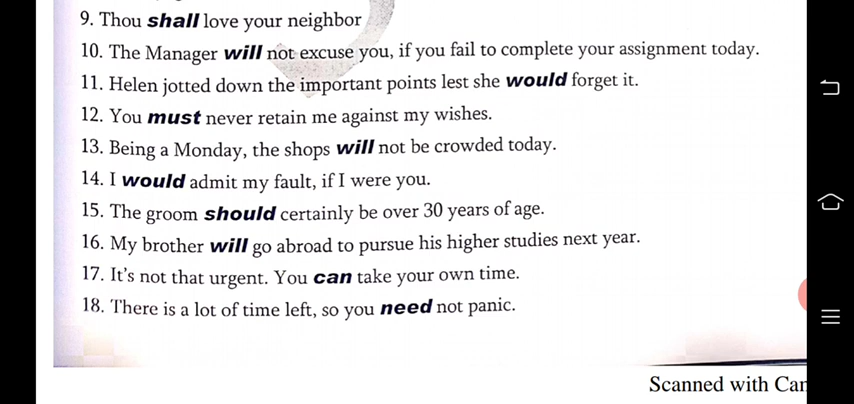 9. Thou shall love your neighbor
10. The Manager will not excuse you, if you fail to complete your assignment today.
11. Helen jotted down the important points lest she would forget it.
12. You must never retain me against my wishes.
13. Being a Monday, the shops will not be crowded today.
14. I would admit my fault, if I were you.
15. The groom should certainly be over 30 years of age.
16. My brother will go abroad to pursue his higher studies next year.
17. It's not that urgent. You can take your own time.
18. There is a lot of time left, so you need not panic.
Scanned with